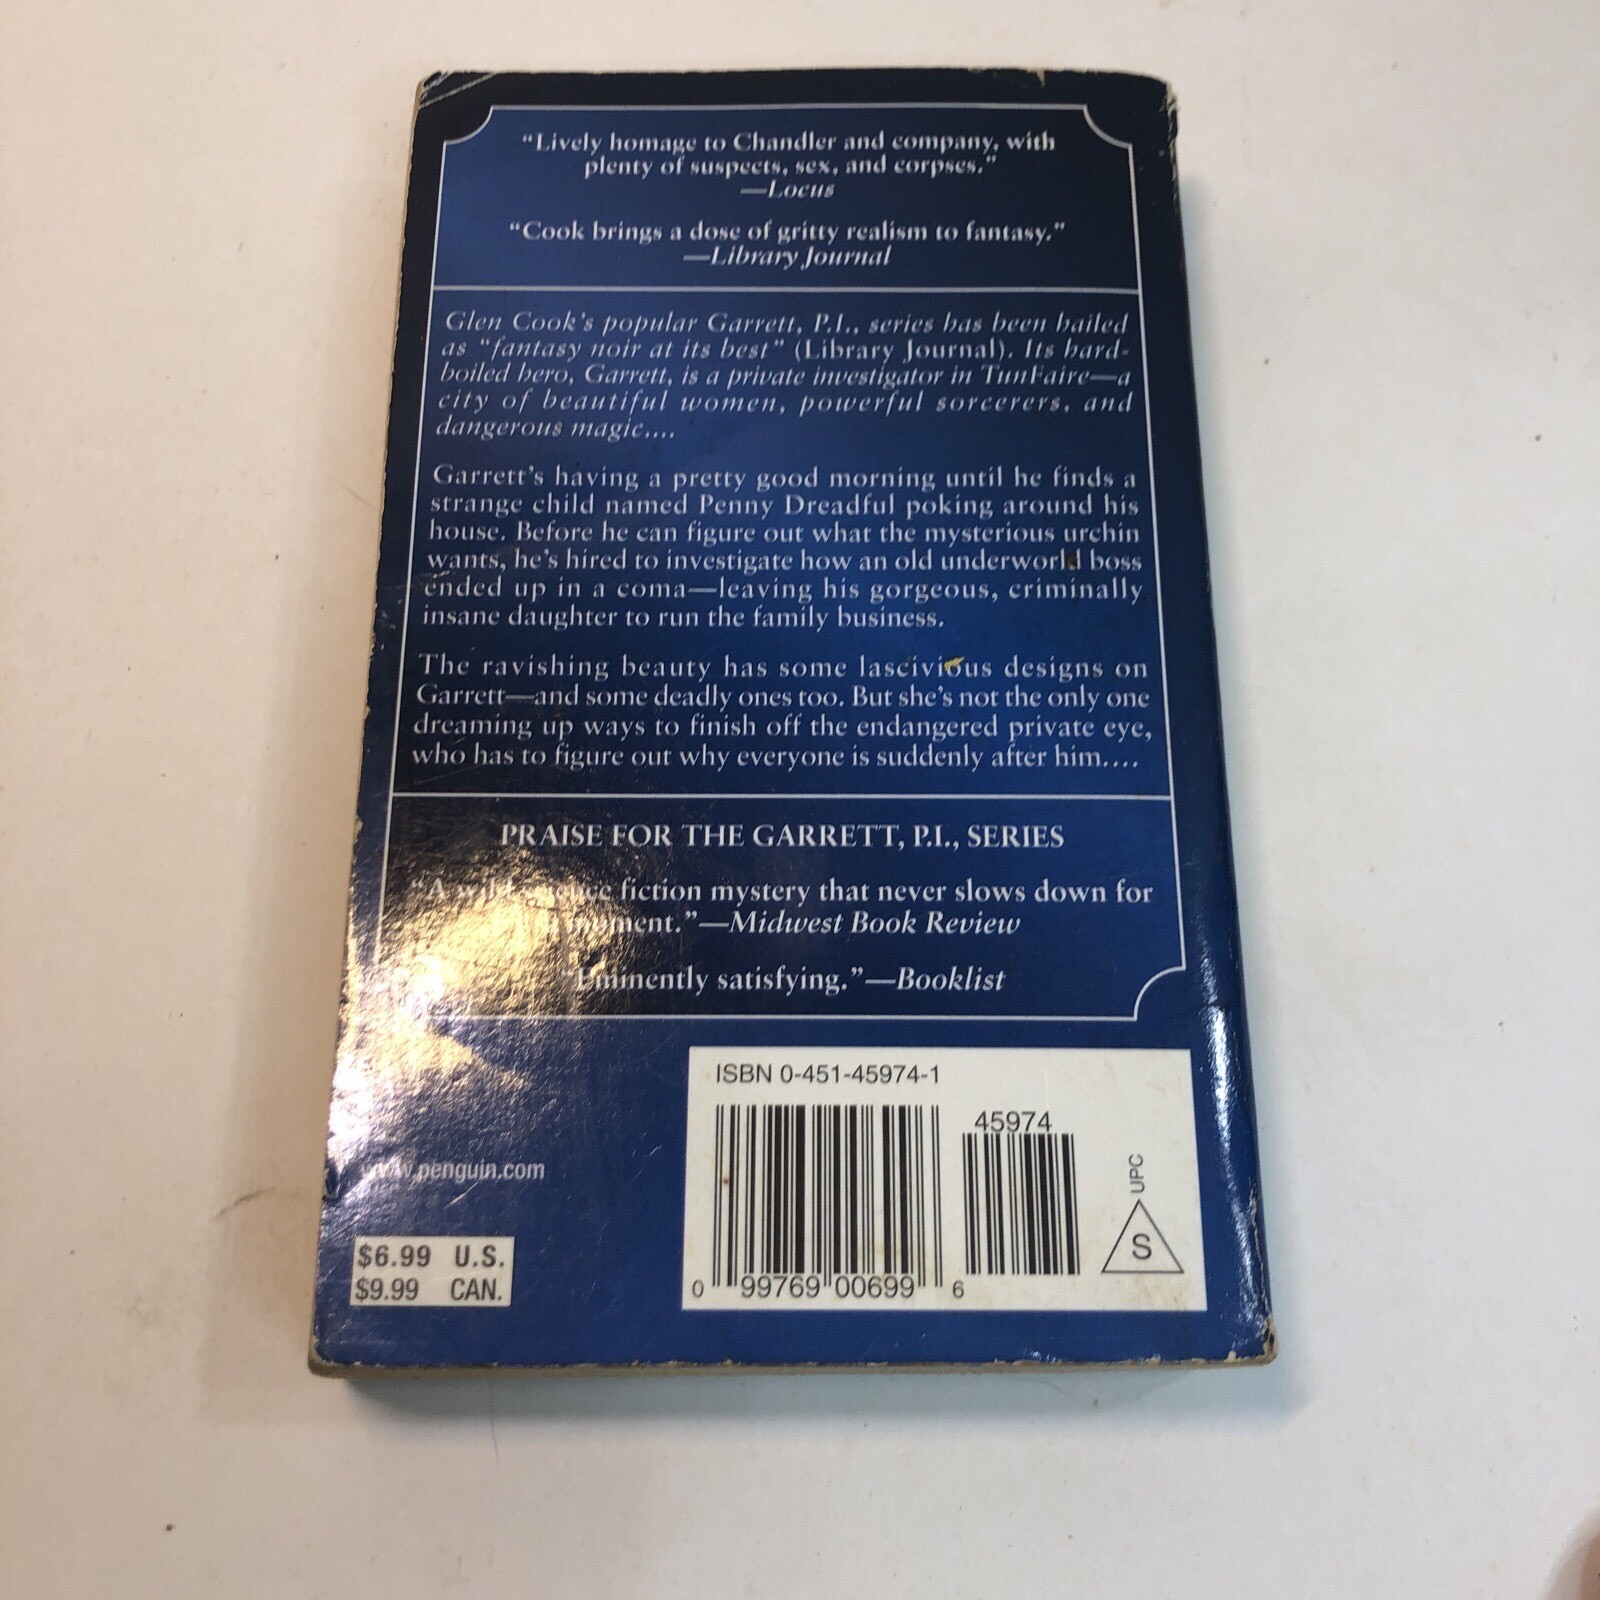 “Lively homage to Chandler and company, with
plenty of suspects, sex, and corpses.”
—Locus
“Cook brings a dose of gritty realism to fantasy.”
—Library Journal
Glen Cook’s popular Garrett, P.I., series has been hailed
as “fantasy noir at its best” (Library Journal). Its hard-
boiled hero, Garrett, is a private investigator in TunFaire—a
city of beautiful women, powerful sorcerers, and
dangerous magic....
Garrett’s having a pretty good morning until he finds a
strange child named Penny Dreadful poking around his
house. Before he can figure out what the mysterious urchin
wants, he’s hired to investigate how an old underworld boss
ended up in a coma—leaving his gorgeous, criminally
insane daughter to run the family business.
The ravishing beauty has some lascivious designs on
Garrett—and some deadly ones too. But she’s not the only one
dreaming up ways to finish off the endangered private eye,
who has to figure out why everyone is suddenly after him....
PRAISE FOR THE GARRETT, P.I., SERIES
“A wild science fiction mystery that never slows down for
a moment.”—Midwest Book Review
“Eminently satisfying.”—Booklist
ISBN 0-451-45974-1
45974
UPC
S
0 99769 00699 6
www.penguin.com
$6.99 U.S.
$9.99 CAN.